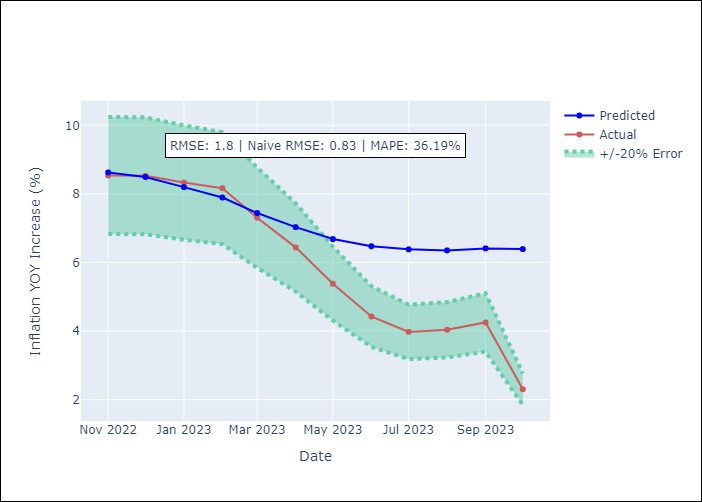 RMSE: 1.8 | Naive RMSE: 0.83 | MAPE: 36.19%
Predicted
Actual
+/-20% Error
Inflation YOY Increase (%)
10
8
6
4
2
Nov 2022
Jan 2023
Mar 2023
May 2023
Jul 2023
Sep 2023
Date